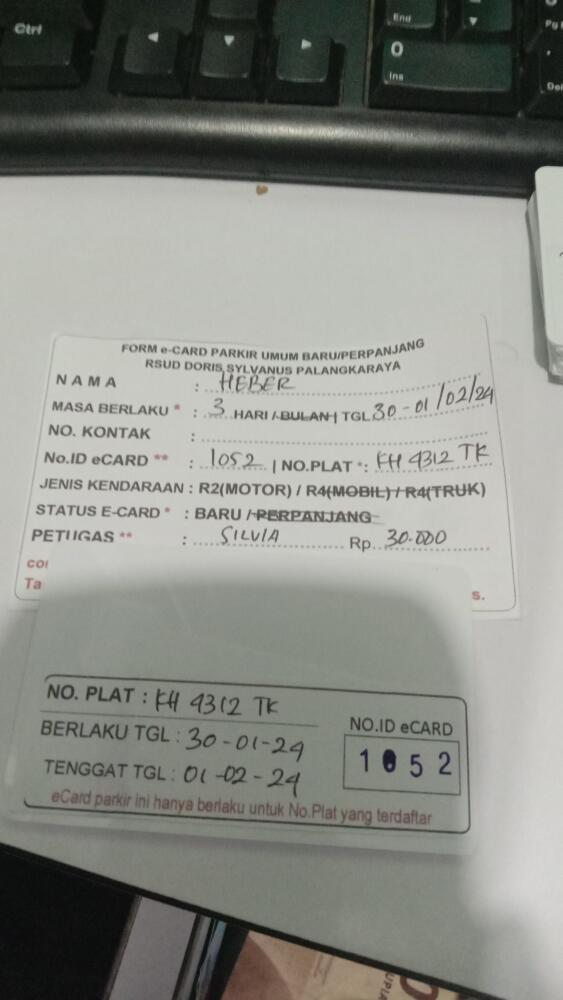 Ctrl
End
Pg
0
Ins
Del
FORM e-CARD PARKIR UMUM BARU/PERPANJANG
RSUD DORIS SYLVANUS PALANGKARAYA
N A M A : HEBER
MASA BERLAKU * : 3 HARI / BULAN | TGL 30 - 01 / 02 / 24
NO. KONTAK :
No.ID eCARD ** : 1052 | NO.PLAT *: KH 4312 TK
JENIS KENDARAAN : R2(MOTOR) / R4(MOBIL) / R4(TRUK)
STATUS E-CARD * : BARU / PERPANJANG
PETUGAS ** : SILVIA Rp. 30.000
Ta
s.
NO. PLAT : KH 4312 TK
BERLAKU TGL : 30-01-24
TENGGAT TGL : 01-02-24
NO.ID eCARD
1052
eCard parkir ini hanya berlaku untuk No.Plat yang terdaftar